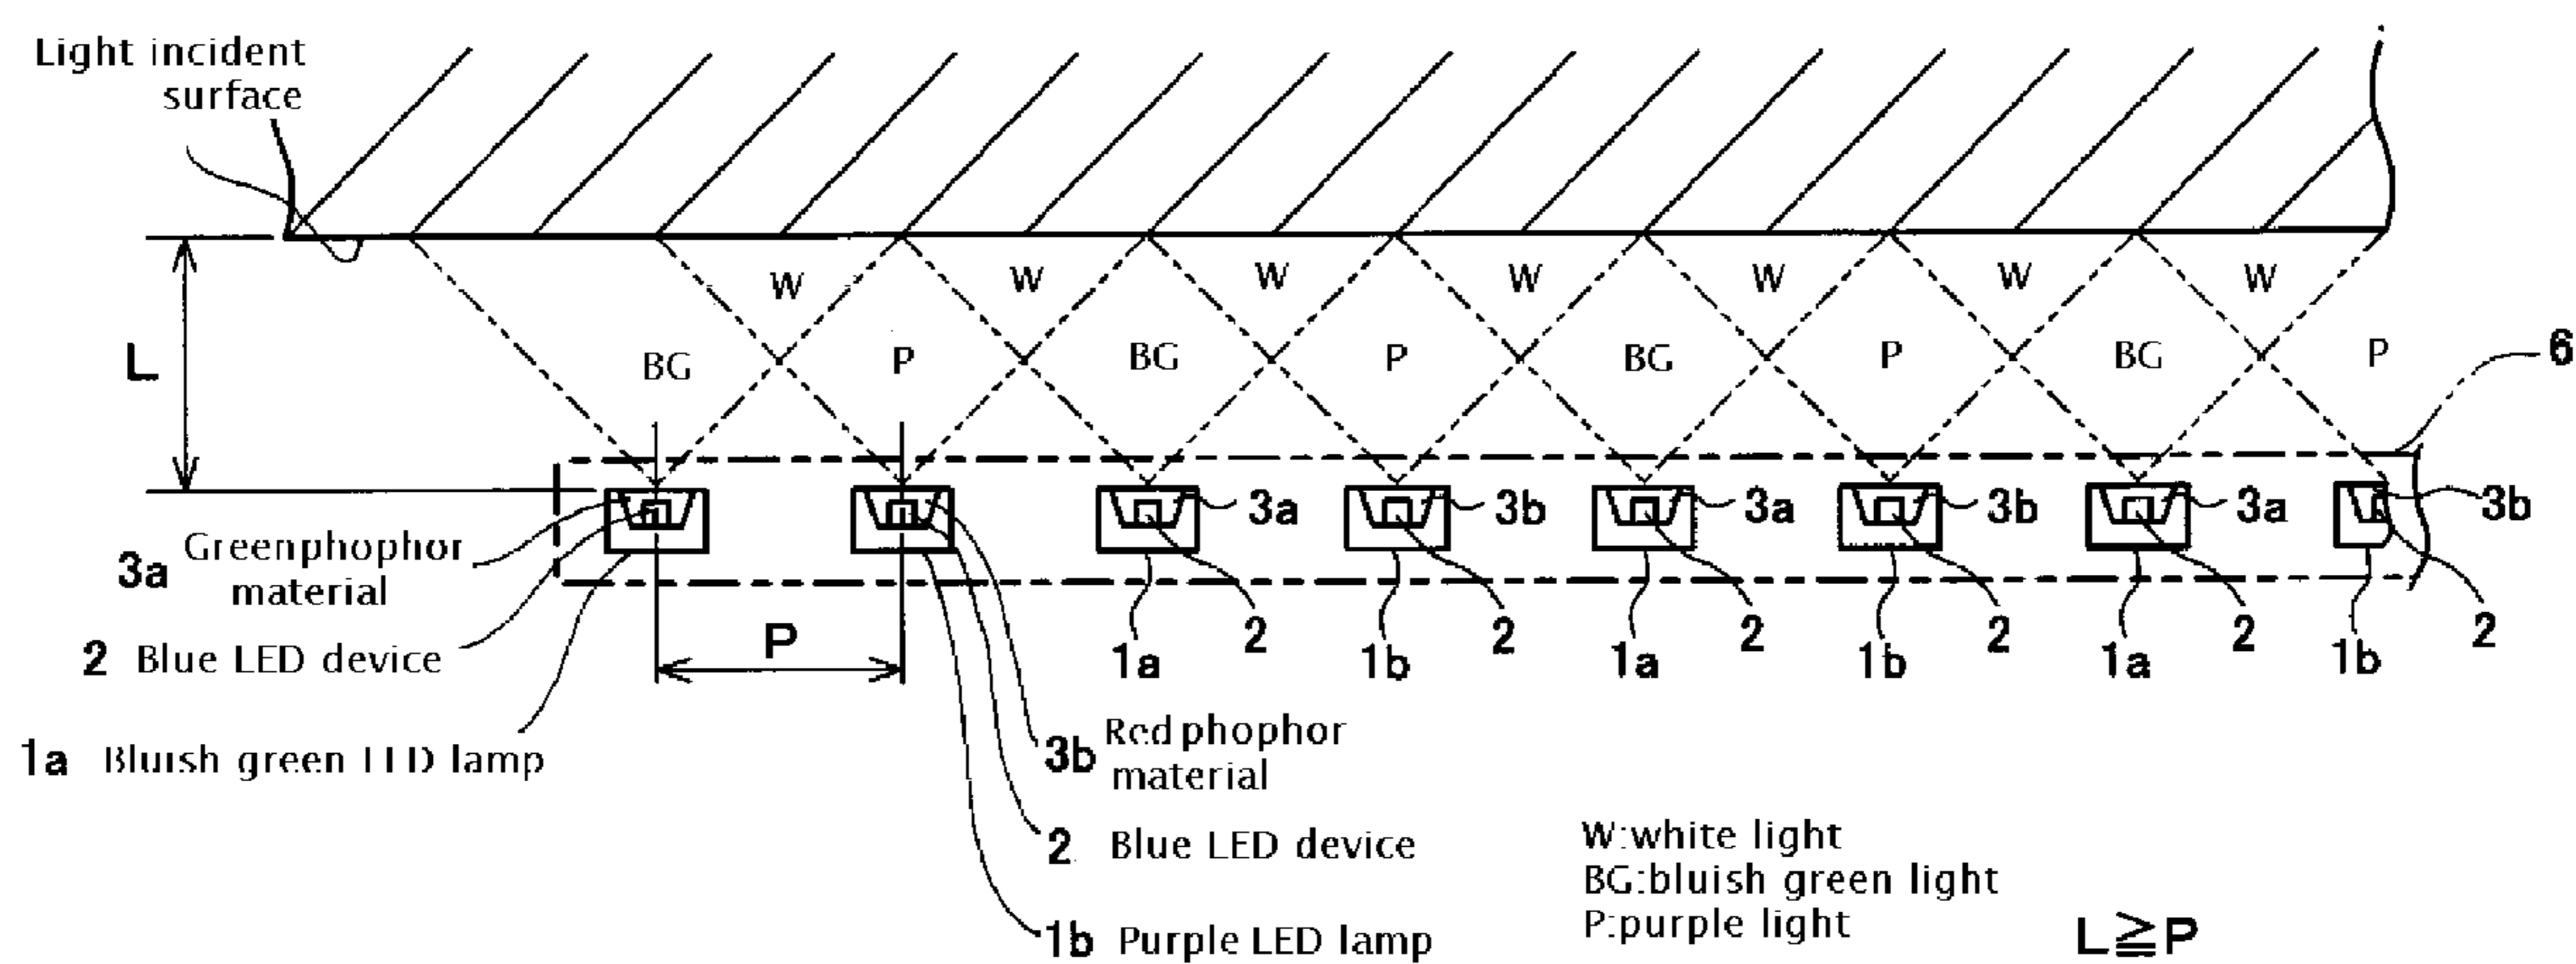 Light incident
surface
W W W W W W W
L
BG P BG P BG P BG P
6
3a 3b 3a 3b 3a 3b
3a Greenphophor
material
2 Blue LED device
P
2 2 2 2 2 2
1a 1b 1a 1b 1a 1b
1a Bluish green LED lamp
3b Red phophor
material
2 Blue LED device
1b Purple LED lamp
W:white light
BG:bluish green light
P:purple light
L≧P